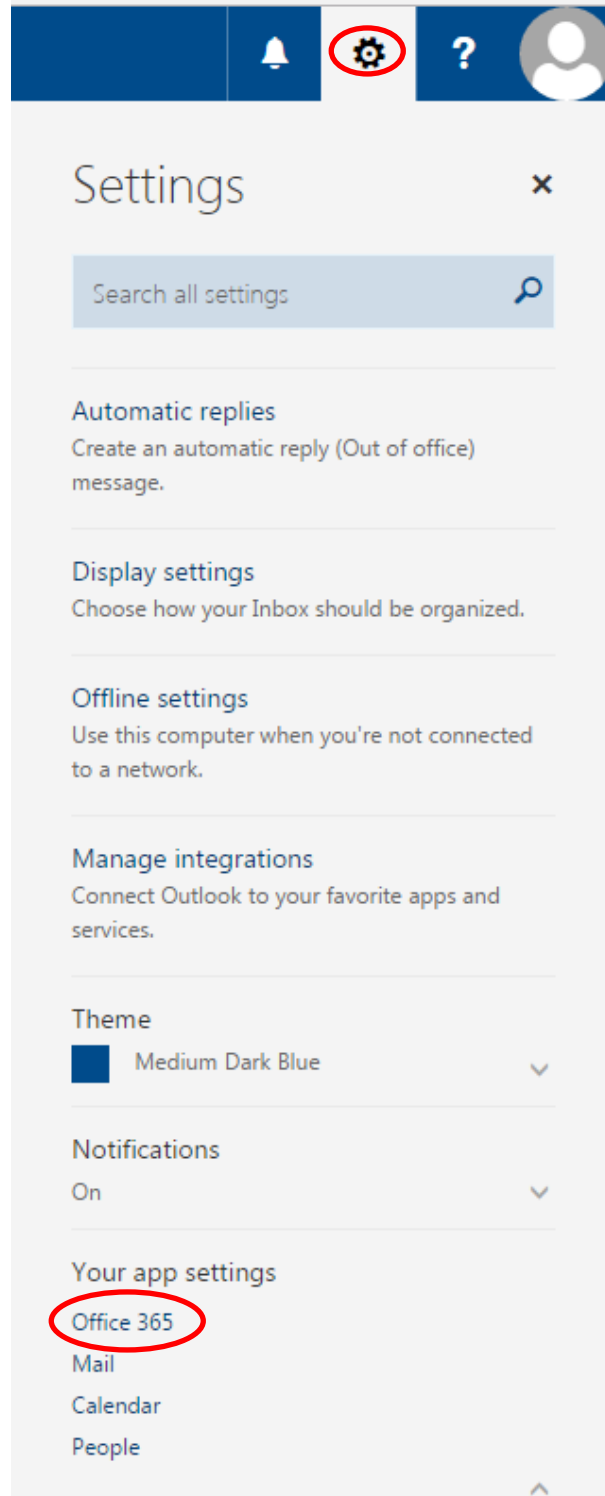 ?
Settings
Search all settings
Automatic replies
Create an automatic reply (Out of office)
message.
Display settings
Choose how your Inbox should be organized.
Offline settings
Use this computer when you're not connected
to a network.
Manage integrations
Connect Outlook to your favorite apps and
services.
Theme
Medium Dark Blue
Notifications
On
Your app settings
Office 365
Mail
Calendar
People